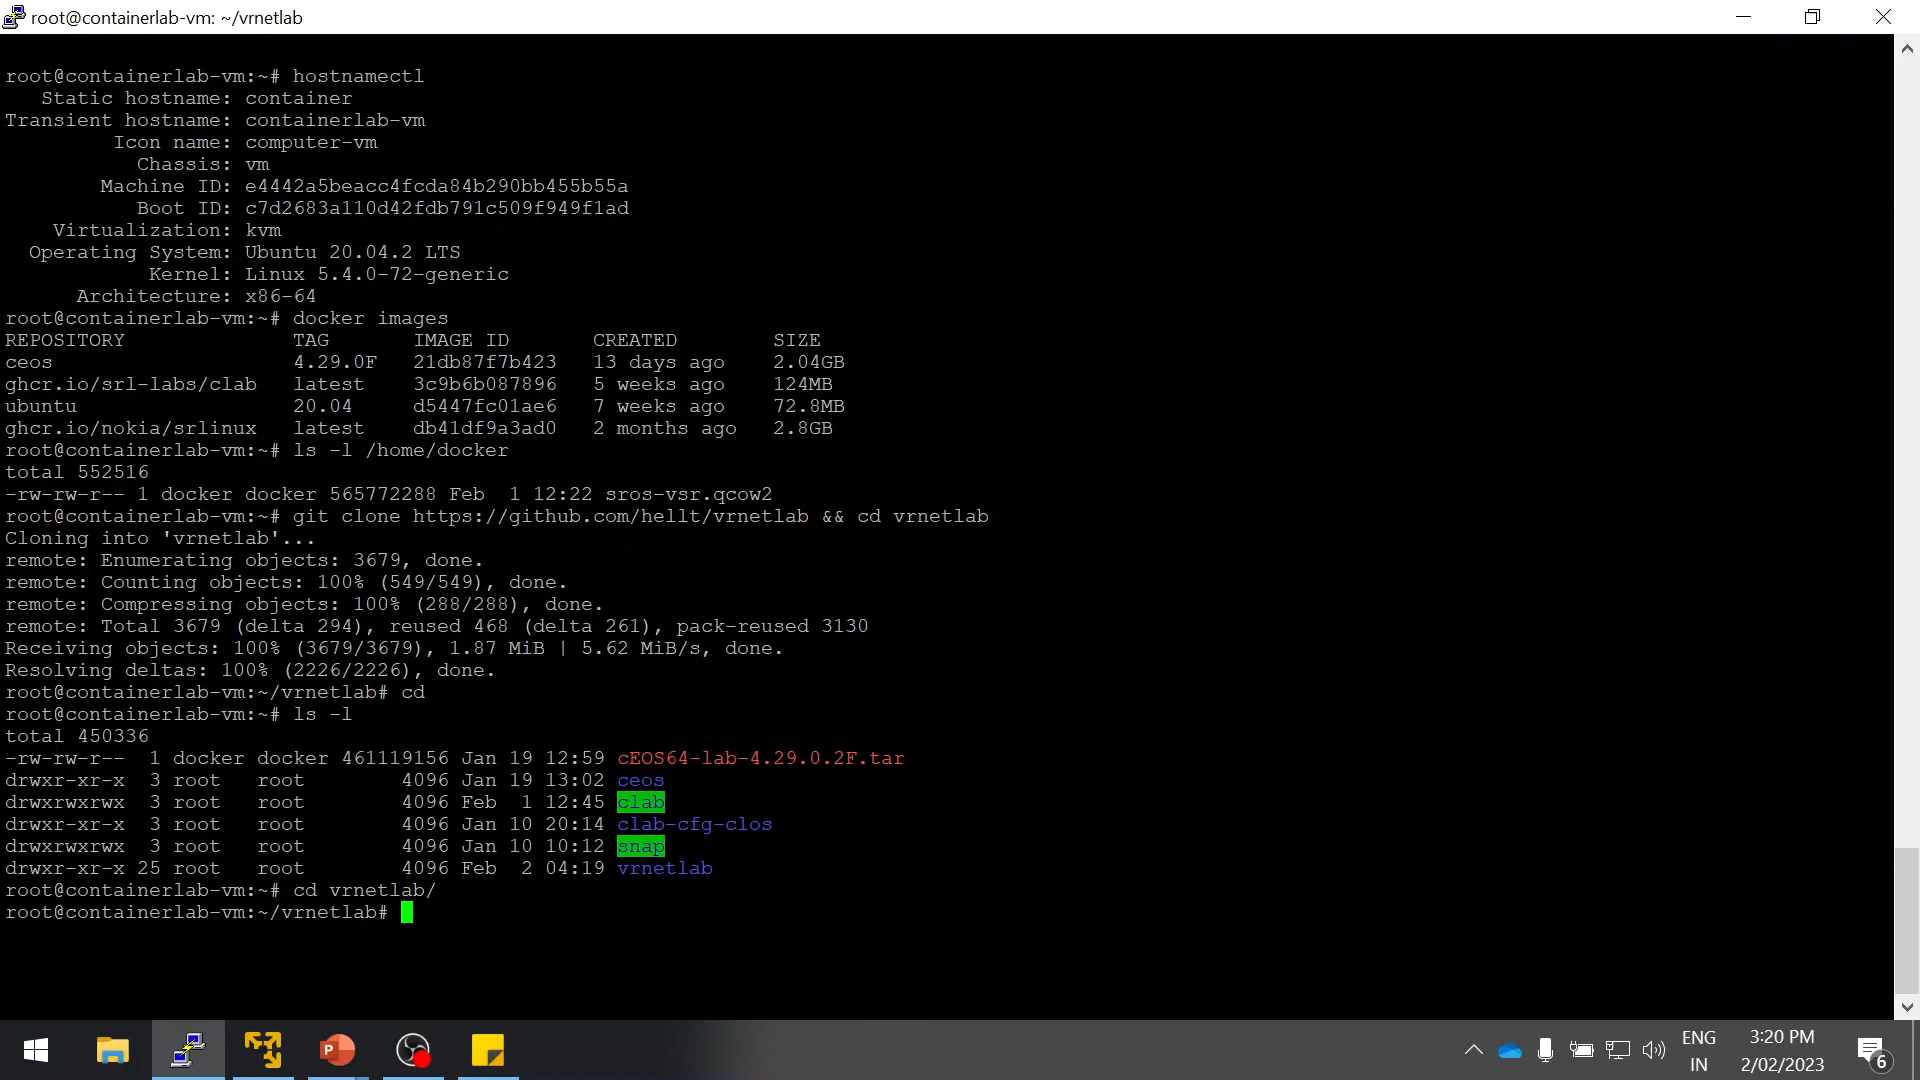 root@containerlab-vm: ~/vrnetlab
root@containerlab-vm:~# hostnamectl
   Static hostname: container
Transient hostname: containerlab-vm
         Icon name: computer-vm
           Chassis: vm
        Machine ID: e4442a5beacc4fcda84b290bb455b55a
           Boot ID: c7d2683a110d42fdb791c509f949f1ad
    Virtualization: kvm
  Operating System: Ubuntu 20.04.2 LTS
            Kernel: Linux 5.4.0-72-generic
      Architecture: x86-64
root@containerlab-vm:~# docker images
REPOSITORY              TAG       IMAGE ID       CREATED        SIZE
ceos                    4.29.0F   21db87f7b423   13 days ago    2.04GB
ghcr.io/srl-labs/clab   latest    3c9b6b087896   5 weeks ago    124MB
ubuntu                  20.04     d5447fc01ae6   7 weeks ago    72.8MB
ghcr.io/nokia/srlinux   latest    db41df9a3ad0   2 months ago   2.8GB
root@containerlab-vm:~# ls -l /home/docker
total 552516
-rw-rw-r-- 1 docker docker 565772288 Feb  1 12:22 sros-vsr.qcow2
root@containerlab-vm:~# git clone https://github.com/hellt/vrnetlab && cd vrnetlab
Cloning into 'vrnetlab'...
remote: Enumerating objects: 3679, done.
remote: Counting objects: 100% (549/549), done.
remote: Compressing objects: 100% (288/288), done.
remote: Total 3679 (delta 294), reused 468 (delta 261), pack-reused 3130
Receiving objects: 100% (3679/3679), 1.87 MiB | 5.62 MiB/s, done.
Resolving deltas: 100% (2226/2226), done.
root@containerlab-vm:~/vrnetlab# cd
root@containerlab-vm:~# ls -l
total 450336
-rw-rw-r--  1 docker docker 461119156 Jan 19 12:59 cEOS64-lab-4.29.0.2F.tar
drwxr-xr-x  3 root   root        4096 Jan 19 13:02 ceos
drwxrwxrwx  3 root   root        4096 Feb  1 12:45 clab
drwxr-xr-x  3 root   root        4096 Jan 10 20:14 clab-cfg-clos
drwxrwxrwx  3 root   root        4096 Jan 10 10:12 snap
drwxr-xr-x 25 root   root        4096 Feb  2 04:19 vrnetlab
root@containerlab-vm:~# cd vrnetlab/
root@containerlab-vm:~/vrnetlab#
P
ENG
IN
3:20 PM
2/02/2023
6